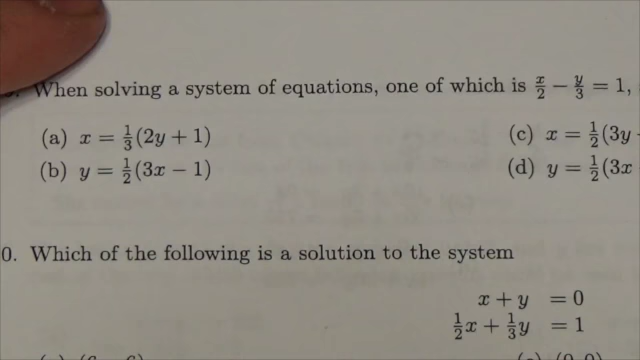 When solving a system of equations, one of which is x/2 − y/3 = 1,
(a) x = 1/3(2y + 1)
(c) x = 1/2(3y
(b) y = 1/2(3x − 1)
(d) y = 1/2(3x
0. Which of the following is a solution to the system
x + y = 0
1/2x + 1/3y = 1